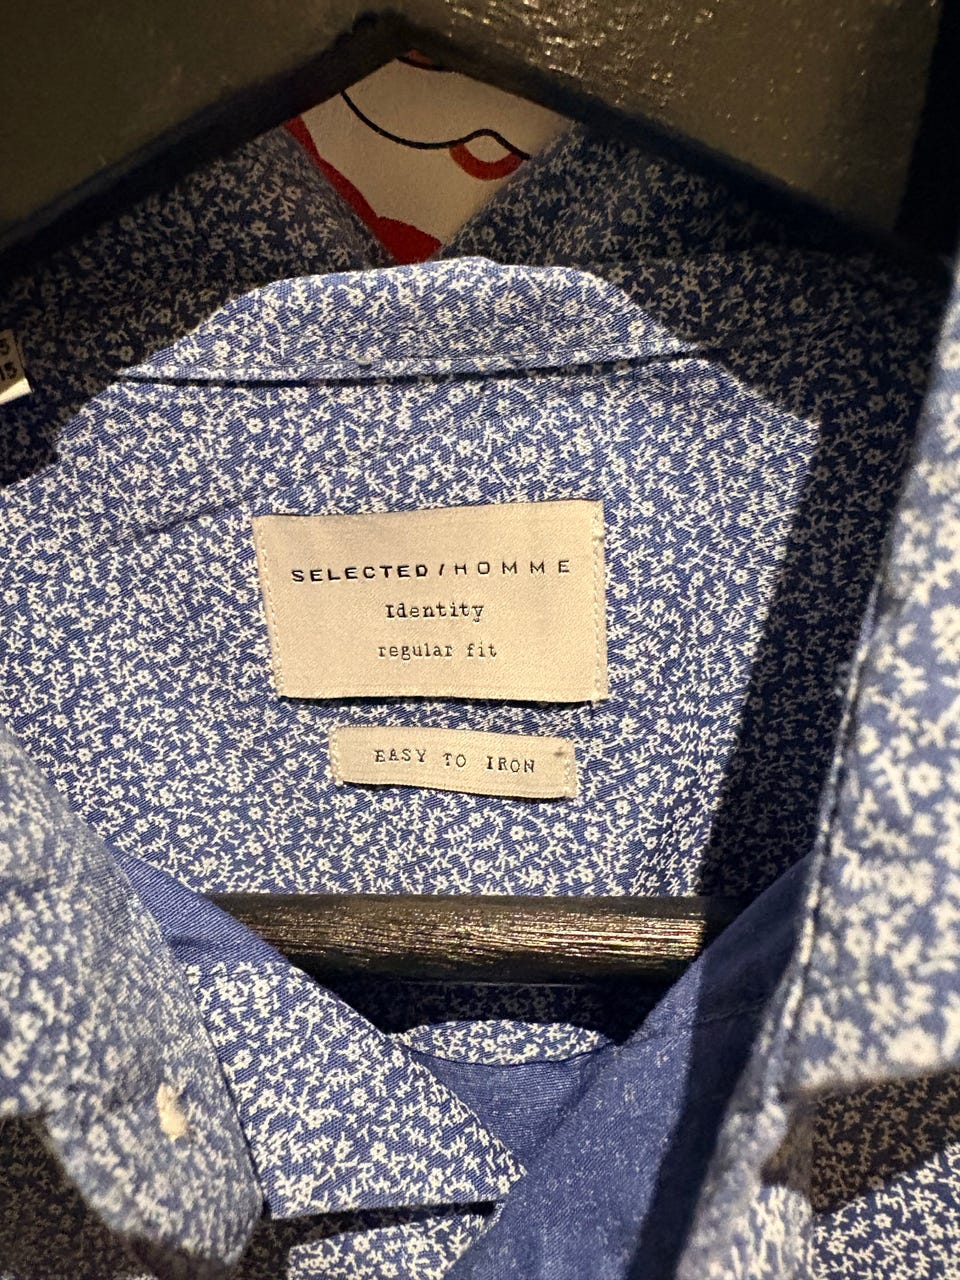 SELECTED/HOMME
Identity
regular fit
EASY TO IRON